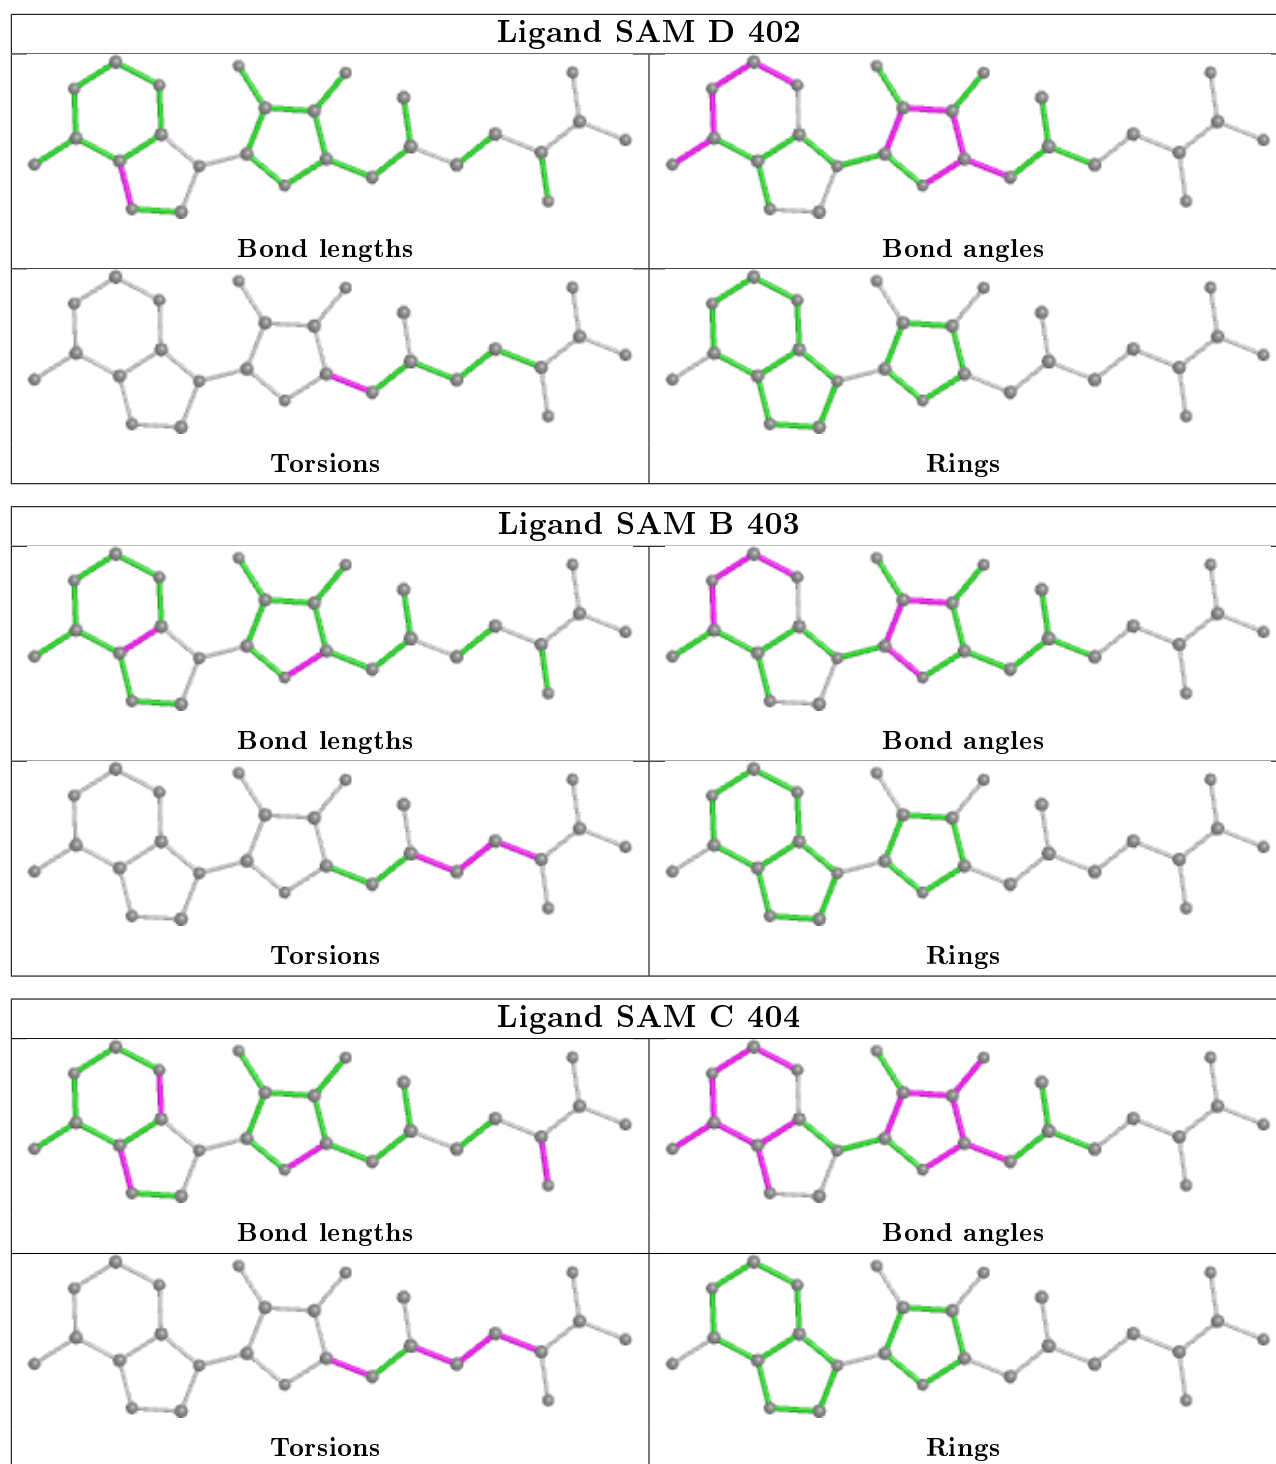 Ligand SAM D 402
Bond lengths
Bond angles
Torsions
Rings
Ligand SAM B 403
Bond lengths
Bond angles
Torsions
Rings
Ligand SAM C 404
Bond lengths
Bond angles
Torsions
Rings